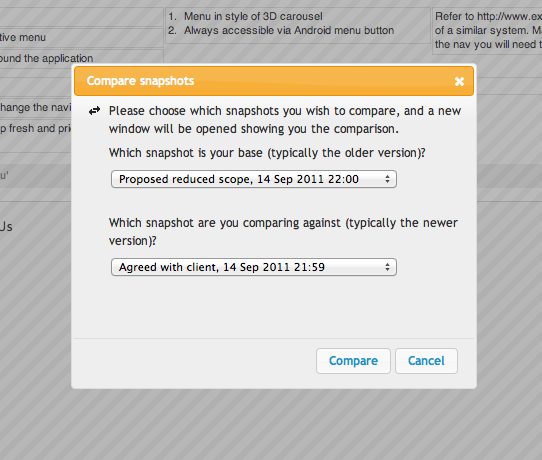 1. Menu in style of 3D carousel
2. Always accessible via Android menu button
Refer to http://www.ex
of a similar system. Ma
the nav you will need t
tive menu
ound the application
Compare snapshots
hange the navi
p fresh and pri
u'
Us
Please choose which snapshots you wish to compare, and a new
window will be opened showing you the comparison.
Which snapshot is your base (typically the older version)?
Proposed reduced scope, 14 Sep 2011 22:00
Which snapshot are you comparing against (typically the newer
version)?
Agreed with client, 14 Sep 2011 21:59
Compare
Cancel